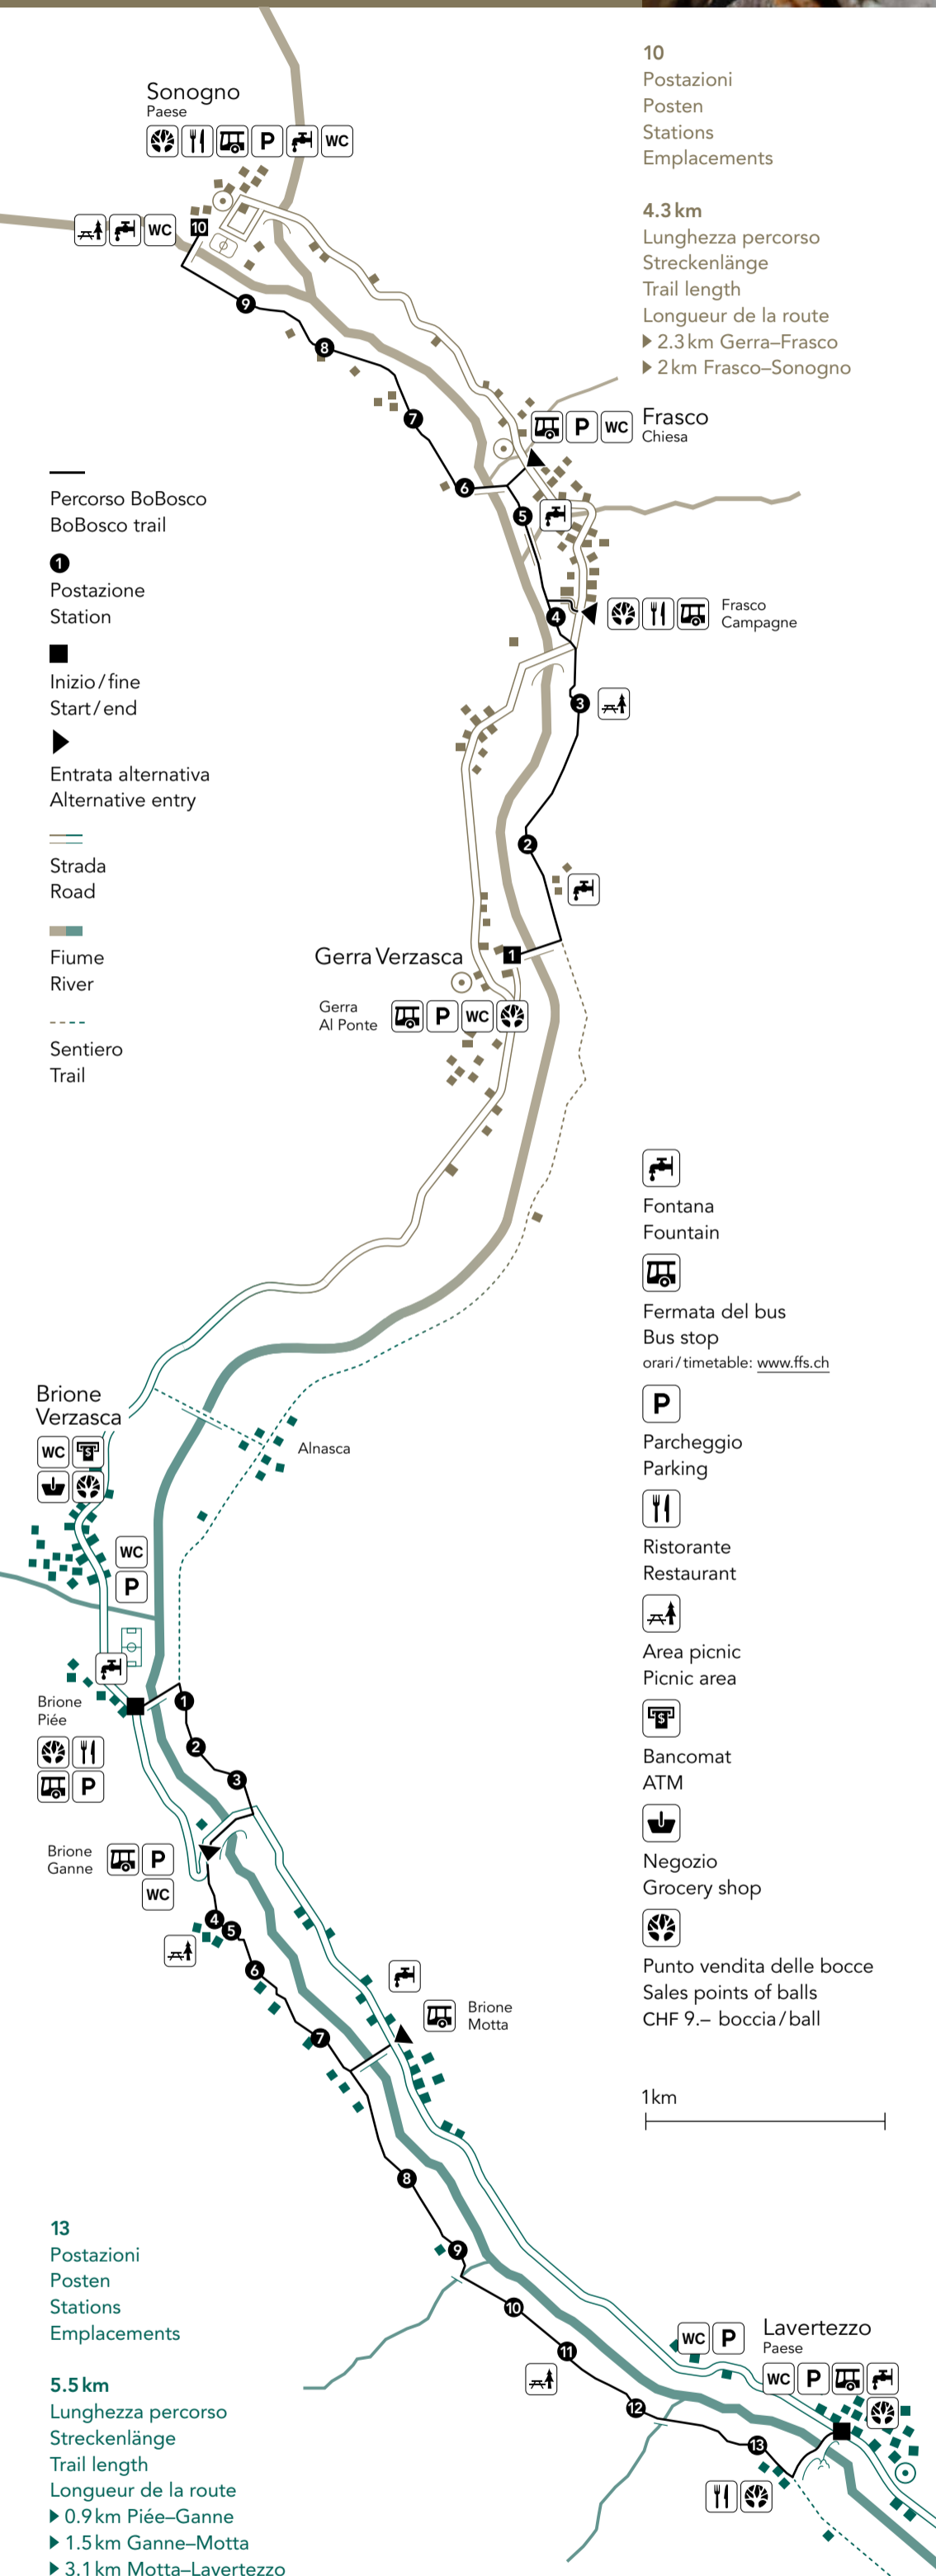 10
Postazioni
Posten
Stations
Emplacements
4.3 km
Lunghezza percorso
Streckenlänge
Trail length
Longueur de la route
2.3 km Gerra–Frasco
2 km Frasco–Sonogno
Sonogno
Paese
P
WC
WC
10
9
8
7
6
5
P
WC
Frasco
Chiesa
4
Frasco
Campagne
3
2
1
Gerra Verzasca
Gerra
Al Ponte
P
WC
Percorso BoBosco
BoBosco trail
1
Postazione
Station
Inizio / fine
Start / end
Entrata alternativa
Alternative entry
Strada
Road
Fiume
River
Sentiero
Trail
Fontana
Fountain
Fermata del bus
Bus stop
orari / timetable: www.ffs.ch
P
Parcheggio
Parking
Ristorante
Restaurant
Area picnic
Picnic area
$
Bancomat
ATM
Negozio
Grocery shop
Punto vendita delle bocce
Sales points of balls
CHF 9.– boccia / ball
1 km
Brione
Verzasca
WC
$
WC
P
Alnasca
Brione
Piée
P
1
2
3
Brione
Ganne
P
WC
4
5
6
7
Brione
Motta
8
9
10
11
12
13
WC
P
Lavertezzo
Paese
WC
P
13
Postazioni
Posten
Stations
Emplacements
5.5 km
Lunghezza percorso
Streckenlänge
Trail length
Longueur de la route
0.9 km Piée–Ganne
1.5 km Ganne–Motta
3.1 km Motta–Lavertezzo